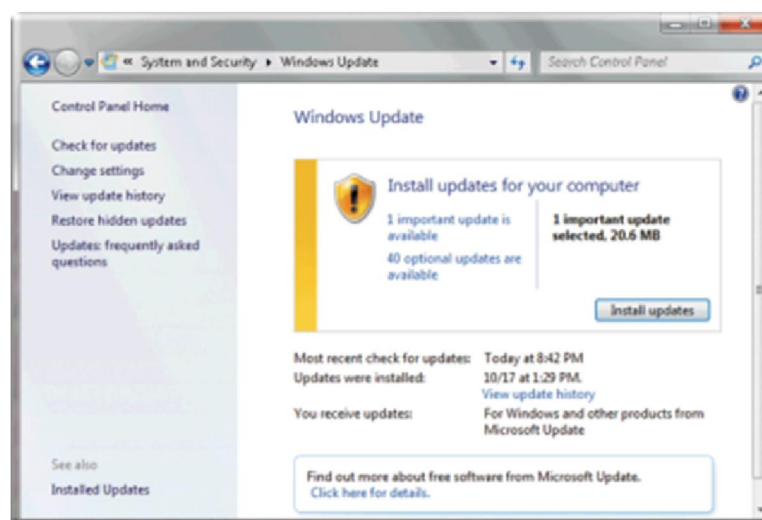 « System and Security ▸ Windows Update
Search Control Panel
Control Panel Home
Check for updates
Change settings
View update history
Restore hidden updates
Updates: frequently asked
questions
See also
Installed Updates
Windows Update
Install updates for your computer
1 important update is
available
40 optional updates are
available
1 important update
selected, 20.6 MB
Install updates
Most recent check for updates: Today at 8:42 PM
Updates were installed: 10/17 at 1:29 PM.
View update history
You receive updates: For Windows and other products from
Microsoft Update
Find out more about free software from Microsoft Update.
Click here for details.